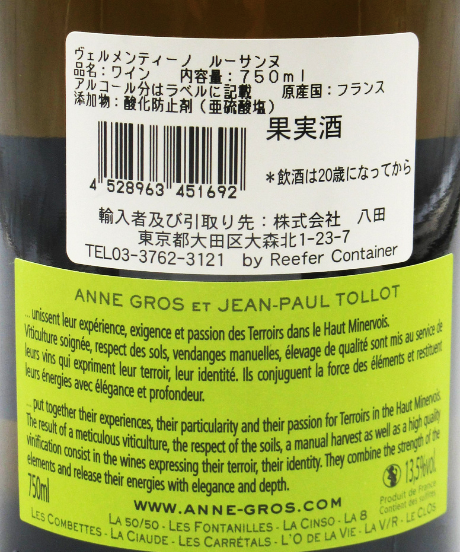 ヴェルメンティーノ　ルーサンヌ
品名：ワイン　内容量：750ml
アルコール分はラベルに記載　原産国：フランス
添加物：酸化防止剤（亜硫酸塩）
果実酒
4 528963 451692
*飲酒は20歳になってから
輸入者及び引取り先：株式会社　八田
東京都大田区大森北1-23-7
TEL03-3762-3121 by Reefer Container
ANNE GROS ET JEAN-PAUL TOLLOT
... unissent leur expérience, exigence et passion des Terroirs dans le Haut Minervois.
Viticulture soignée, respect des sols, vendanges manuelles, élevage de qualité sont mis au service de
leurs vins qui expriment leur terroir, leur identité. Ils conjuguent la force des éléments et restituent
leurs énergies avec élégance et profondeur.
... put together their experiences, their particularity and their passion for Terroirs in the Haut Minervois.
The result of a meticulous viticulture, the respect of the soils, a manual harvest as well as a high quality
vinification consist in the wines expressing their terroir, their identity. They combine the strength of the
elements and release their energies with elegance and depth.
750ml
13,5%vol.
WWW.ANNE-GROS.COM
Produit de France
Contient des sulfites
LA 50/50 - LES FONTANILLES - LA CINSO - LA 8
LES COMBETTES - LA CIAUDE - LES CARRÉTALS - L'O DE LA VIE - LA V/R - LE CLOS